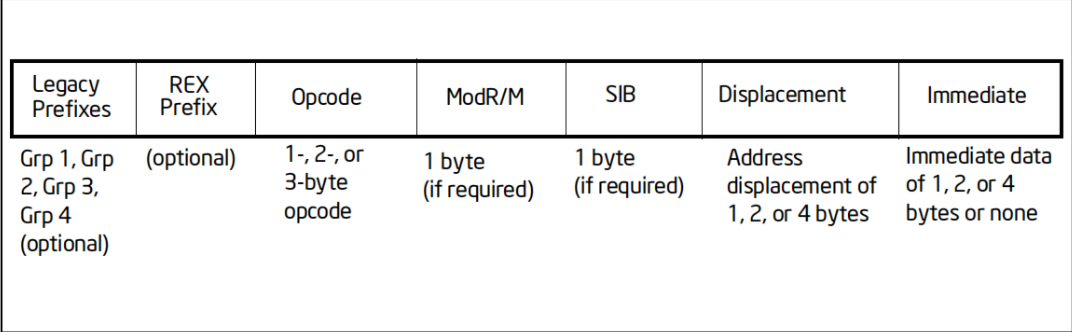 Legacy
Prefixes
REX
Prefix
Opcode
ModR/M
SIB
Displacement
Immediate
Grp 1, Grp
2, Grp 3,
Grp 4
(optional)
(optional)
1-, 2-, or
3-byte
opcode
1 byte
(if required)
1 byte
(if required)
Address
displacement of
1, 2, or 4 bytes
Immediate data
of 1, 2, or 4
bytes or none